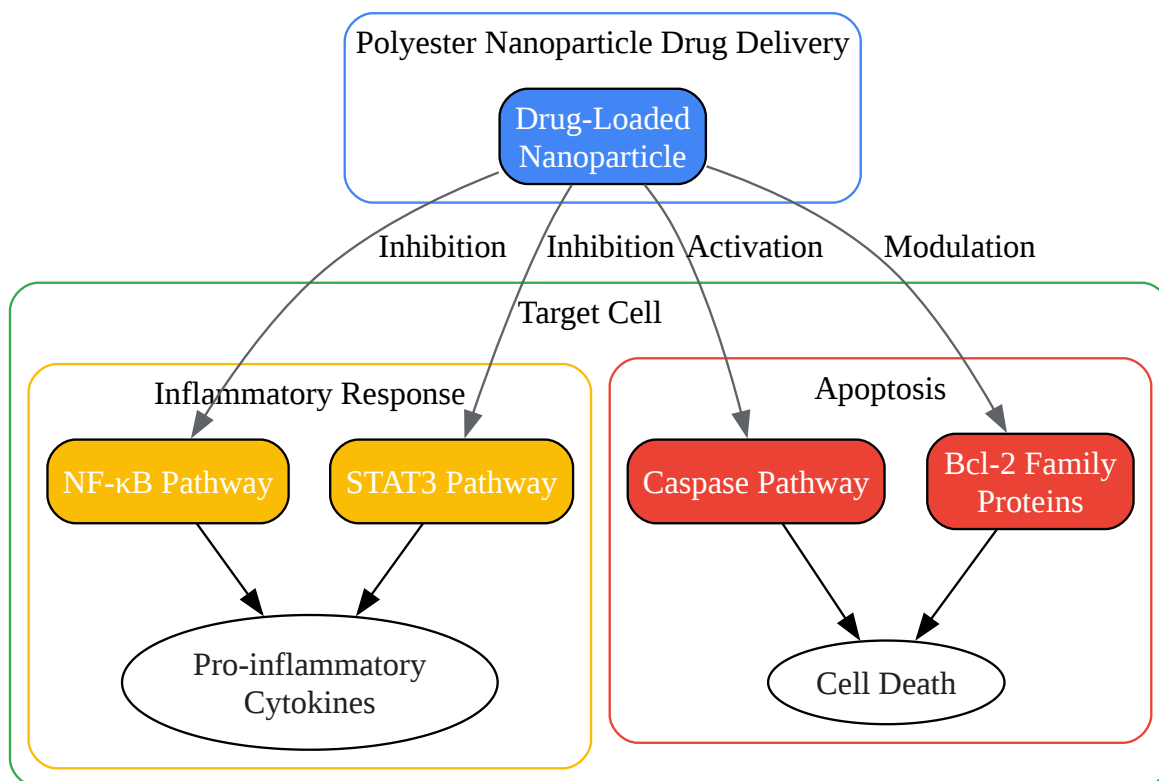 Polyester Nanoparticle Drug Delivery
Drug-Loaded
Nanoparticle
Inhibition
Inhibition
Activation
Modulation
Target Cell
Inflammatory Response
Apoptosis
NF-κB Pathway
STAT3 Pathway
Caspase Pathway
Bcl-2 Family
Proteins
Pro-inflammatory
Cytokines
Cell Death